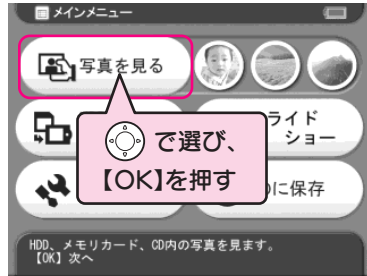 メインメニュー
写真を見る
で選び、
【OK】を押す
ライド
ショー
に保存
HDD、メモリカード、CD内の写真を見ます。
【OK】次へ